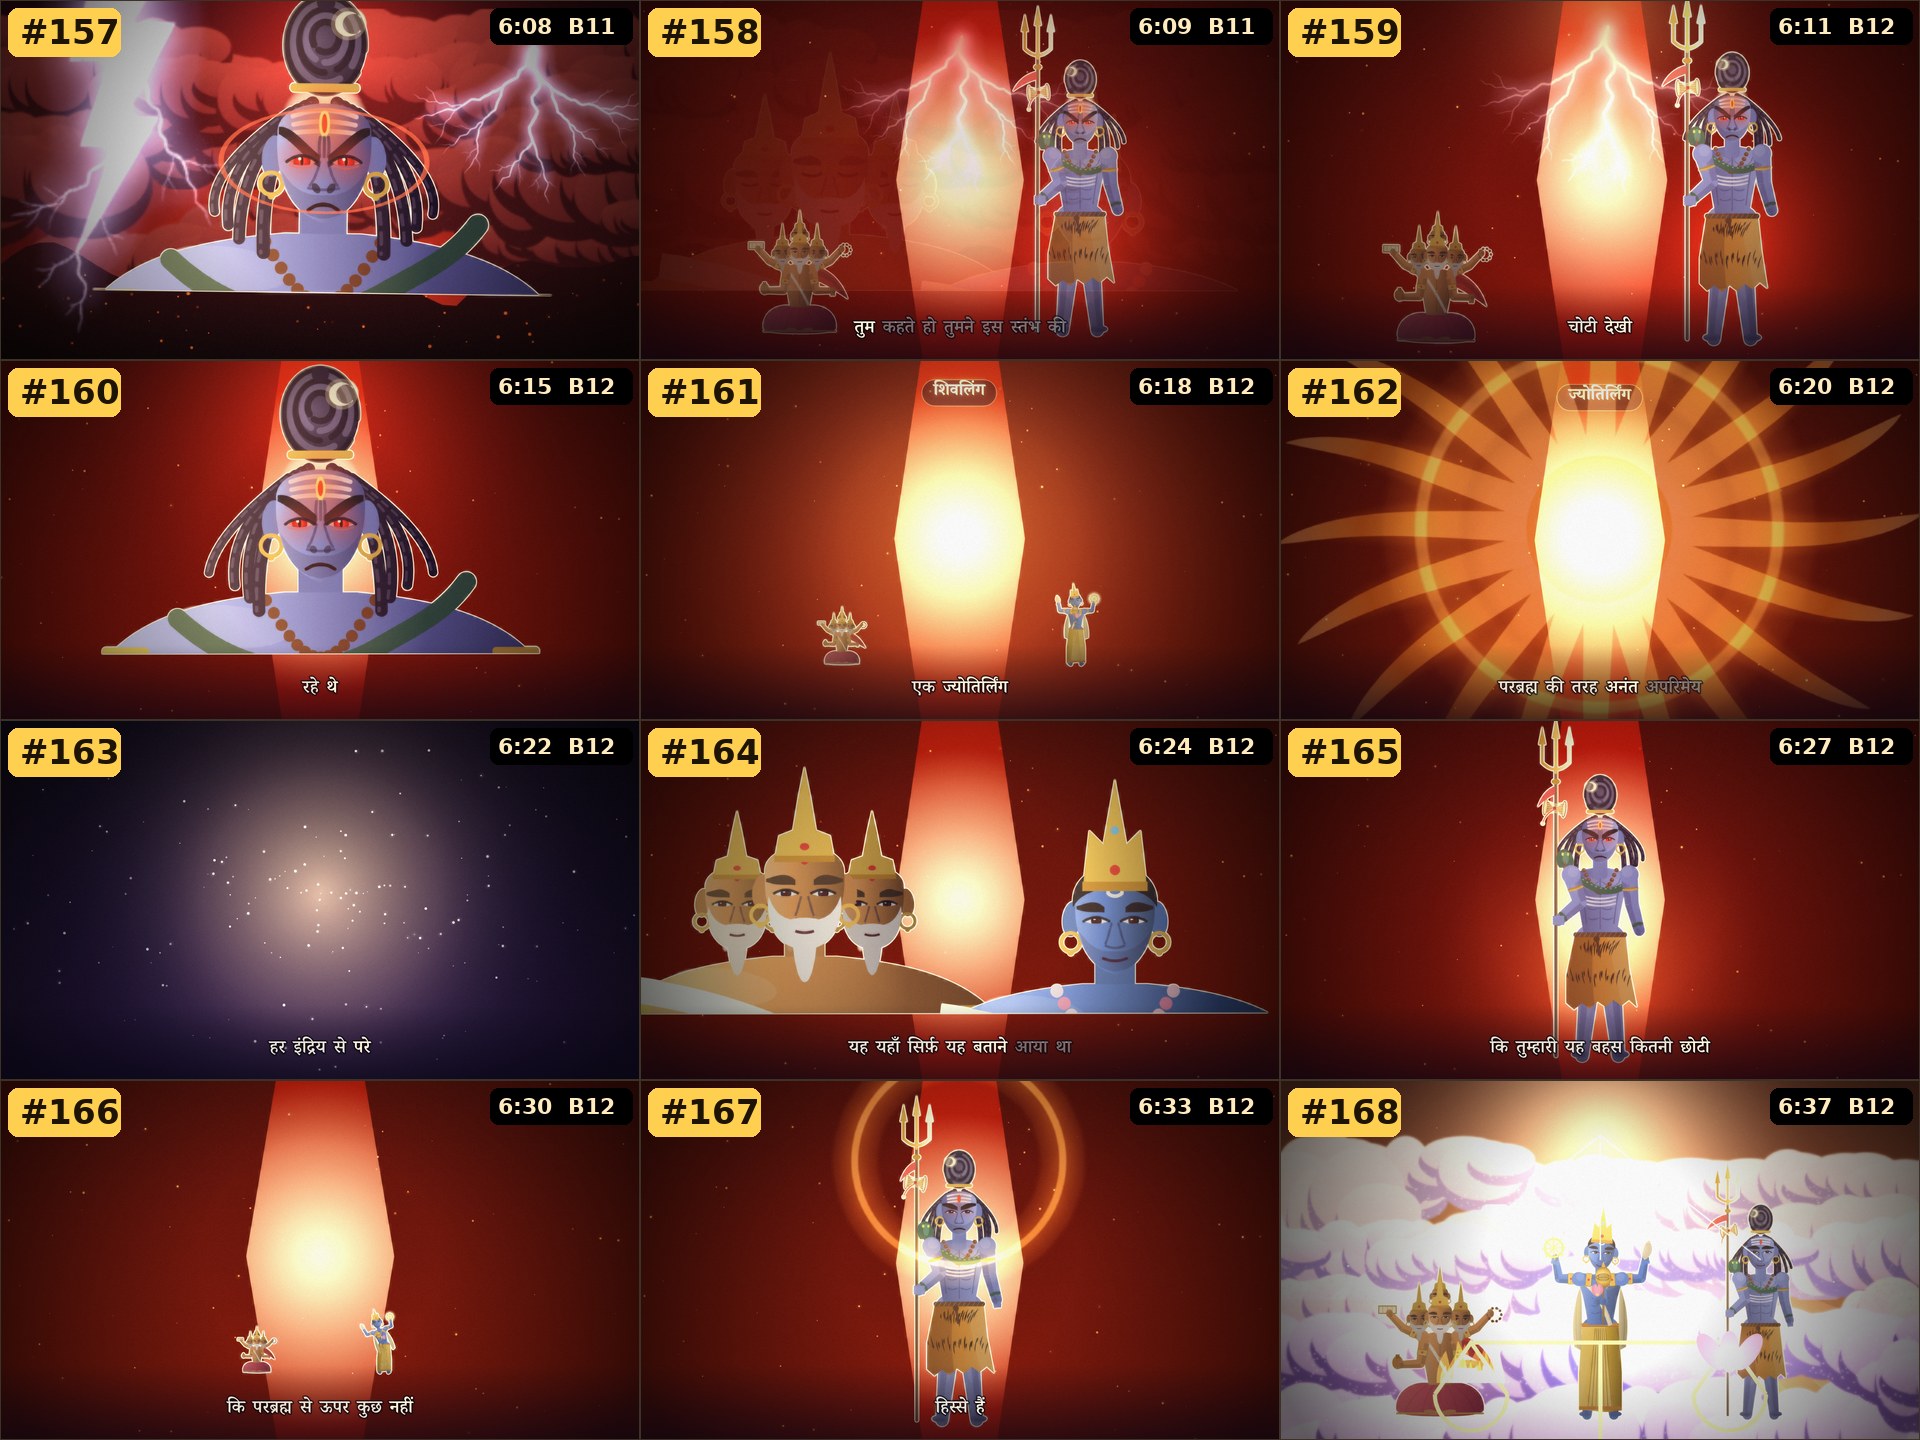 #157
6:08 B11
#158
6:09 B11
तुम कहते हो तुमने इस स्तंभ की
#159
6:11 B12
चोटी देखी
#160
6:15 B12
रहे थे
#161
6:18 B12
शिवलिंग
एक ज्योतिर्लिंग
#162
6:20 B12
ज्योतिर्लिंग
परब्रह्म की तरह अनंत अपरिमेय
#163
6:22 B12
हर इंद्रिय से परे
#164
6:24 B12
यह यहाँ सिर्फ़ यह बताने आया था
#165
6:27 B12
कि तुम्हारी यह बहस कितनी छोटी
#166
6:30 B12
कि परब्रह्म से ऊपर कुछ नहीं
#167
6:33 B12
हिस्से हैं
#168
6:37 B12